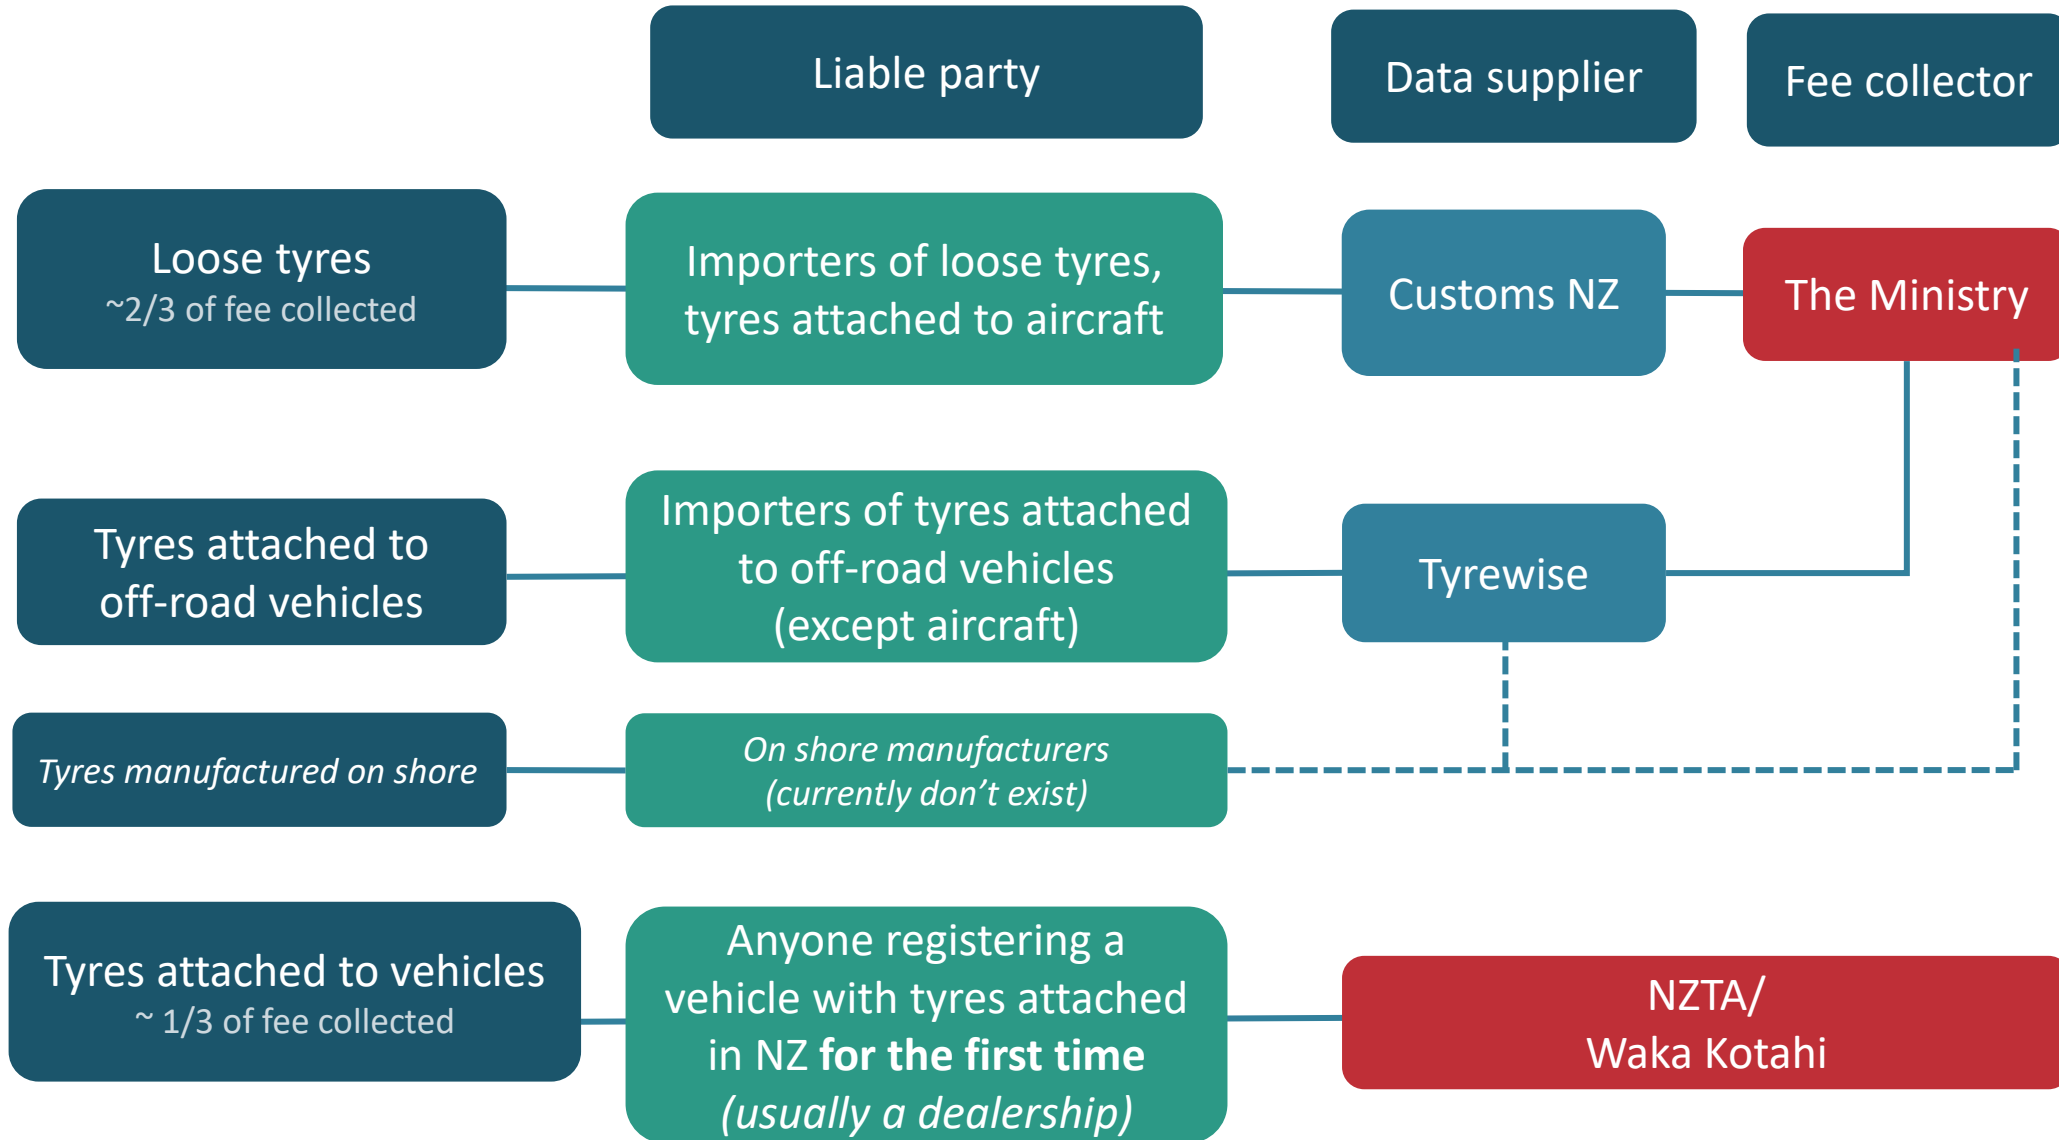 Liable party
Data supplier
Fee collector
Loose tyres
~2/3 of fee collected
Importers of loose tyres,
tyres attached to aircraft
Customs NZ
The Ministry
Tyres attached to
off-road vehicles
Importers of tyres attached
to off-road vehicles
(except aircraft)
Tyrewise
Tyres manufactured on shore
On shore manufacturers
(currently don’t exist)
Tyres attached to vehicles
~ 1/3 of fee collected
Anyone registering a
vehicle with tyres attached
in NZ for the first time
(usually a dealership)
NZTA/
Waka Kotahi